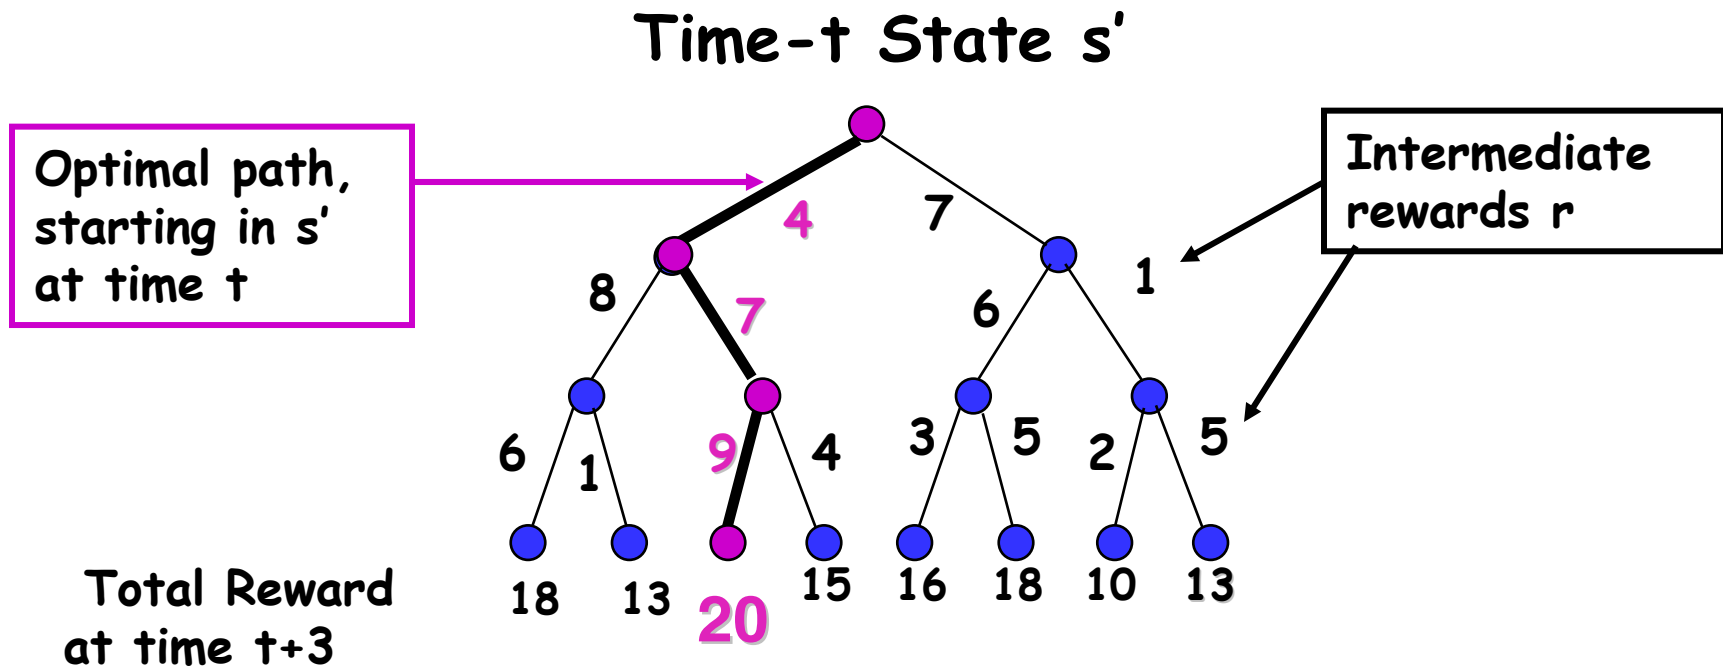 Time-t State s’
Optimal path,
starting in s’
at time t
Intermediate
rewards r
4
7
8
7
6
1
6
1
9
4
3
5
2
5
18
13
20
15
16
18
10
13
Total Reward
at time t+3